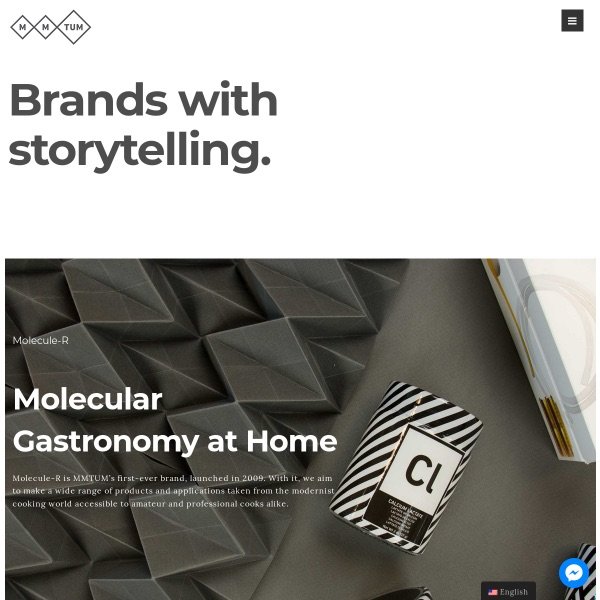 M M TUM
Brands with
storytelling.
Molecule-R
Molecular
Gastronomy at Home
Molecule-R is MMTUM's first-ever brand, launched in 2009. With it, we aim
to make a wide range of products and applications taken from the modernist
cooking world accessible to amateur and professional cooks alike.
Cl
CALCIUM LACTATE
English